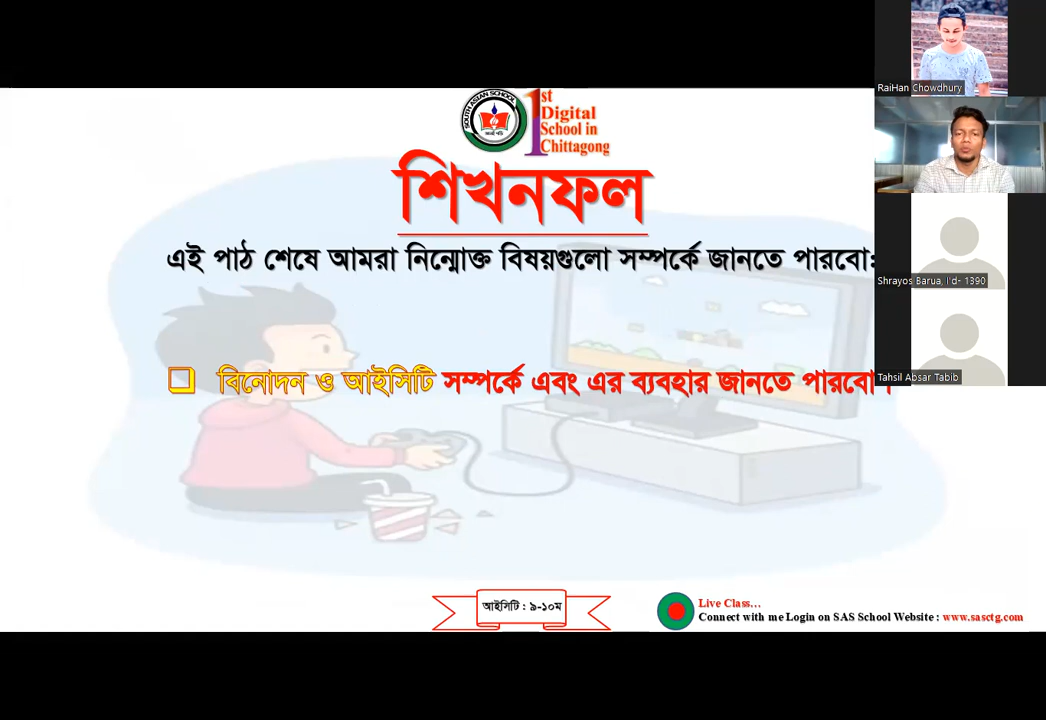 SOUTH ASIAN SCHOOL
1st
Digital
School in
Chittagong
শিখনফল
এই পাঠ শেষে আমরা নিন্মোক্ত বিষয়গুলো সম্পর্কে জানতে পারবো:
বিনোদন ও আইসিটি সম্পর্কে এবং এর ব্যবহার জানতে পারবো।
আইসিটি : ৯-১০ম
Live Class...
Connect with me Login on SAS School Website : www.sasctg.com
RaiHan Chowdhury
Shrayos Barua, I'd- 1390
Tahsil Absar Tabib